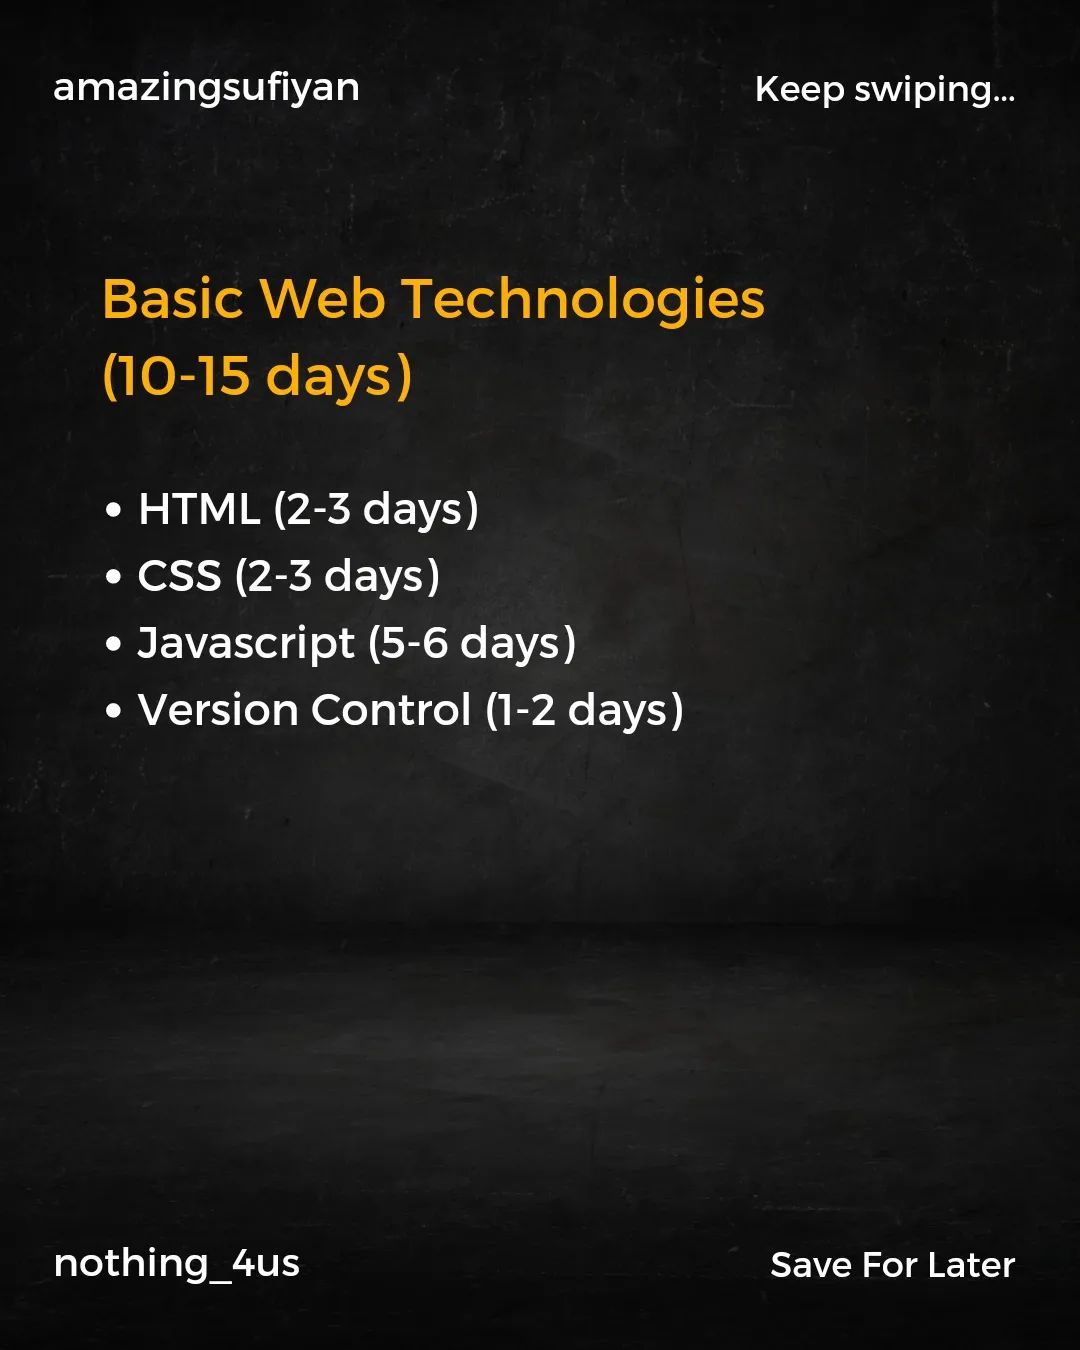 amazingsufiyan
Keep swiping...
Basic Web Technologies
(10-15 days)
• HTML (2-3 days)
• CSS (2-3 days)
• Javascript (5-6 days)
• Version Control (1-2 days)
nothing_4us
Save For Later